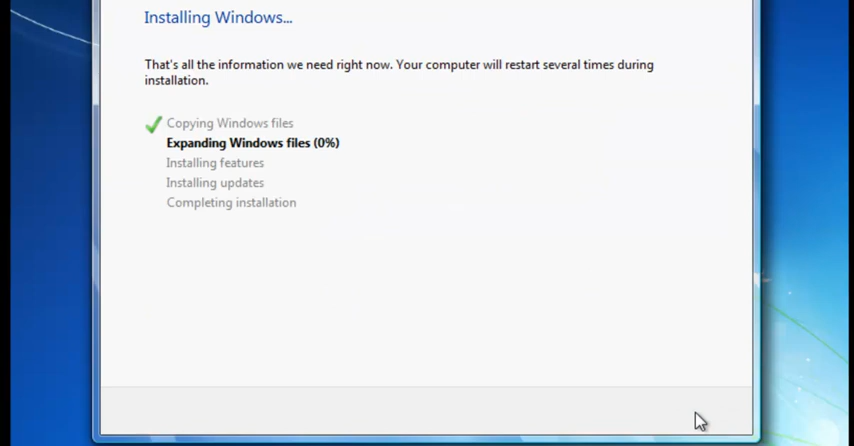 Installing Windows...
That's all the information we need right now. Your computer will restart several times during
installation.
Copying Windows files
Expanding Windows files (0%)
Installing features
Installing updates
Completing installation